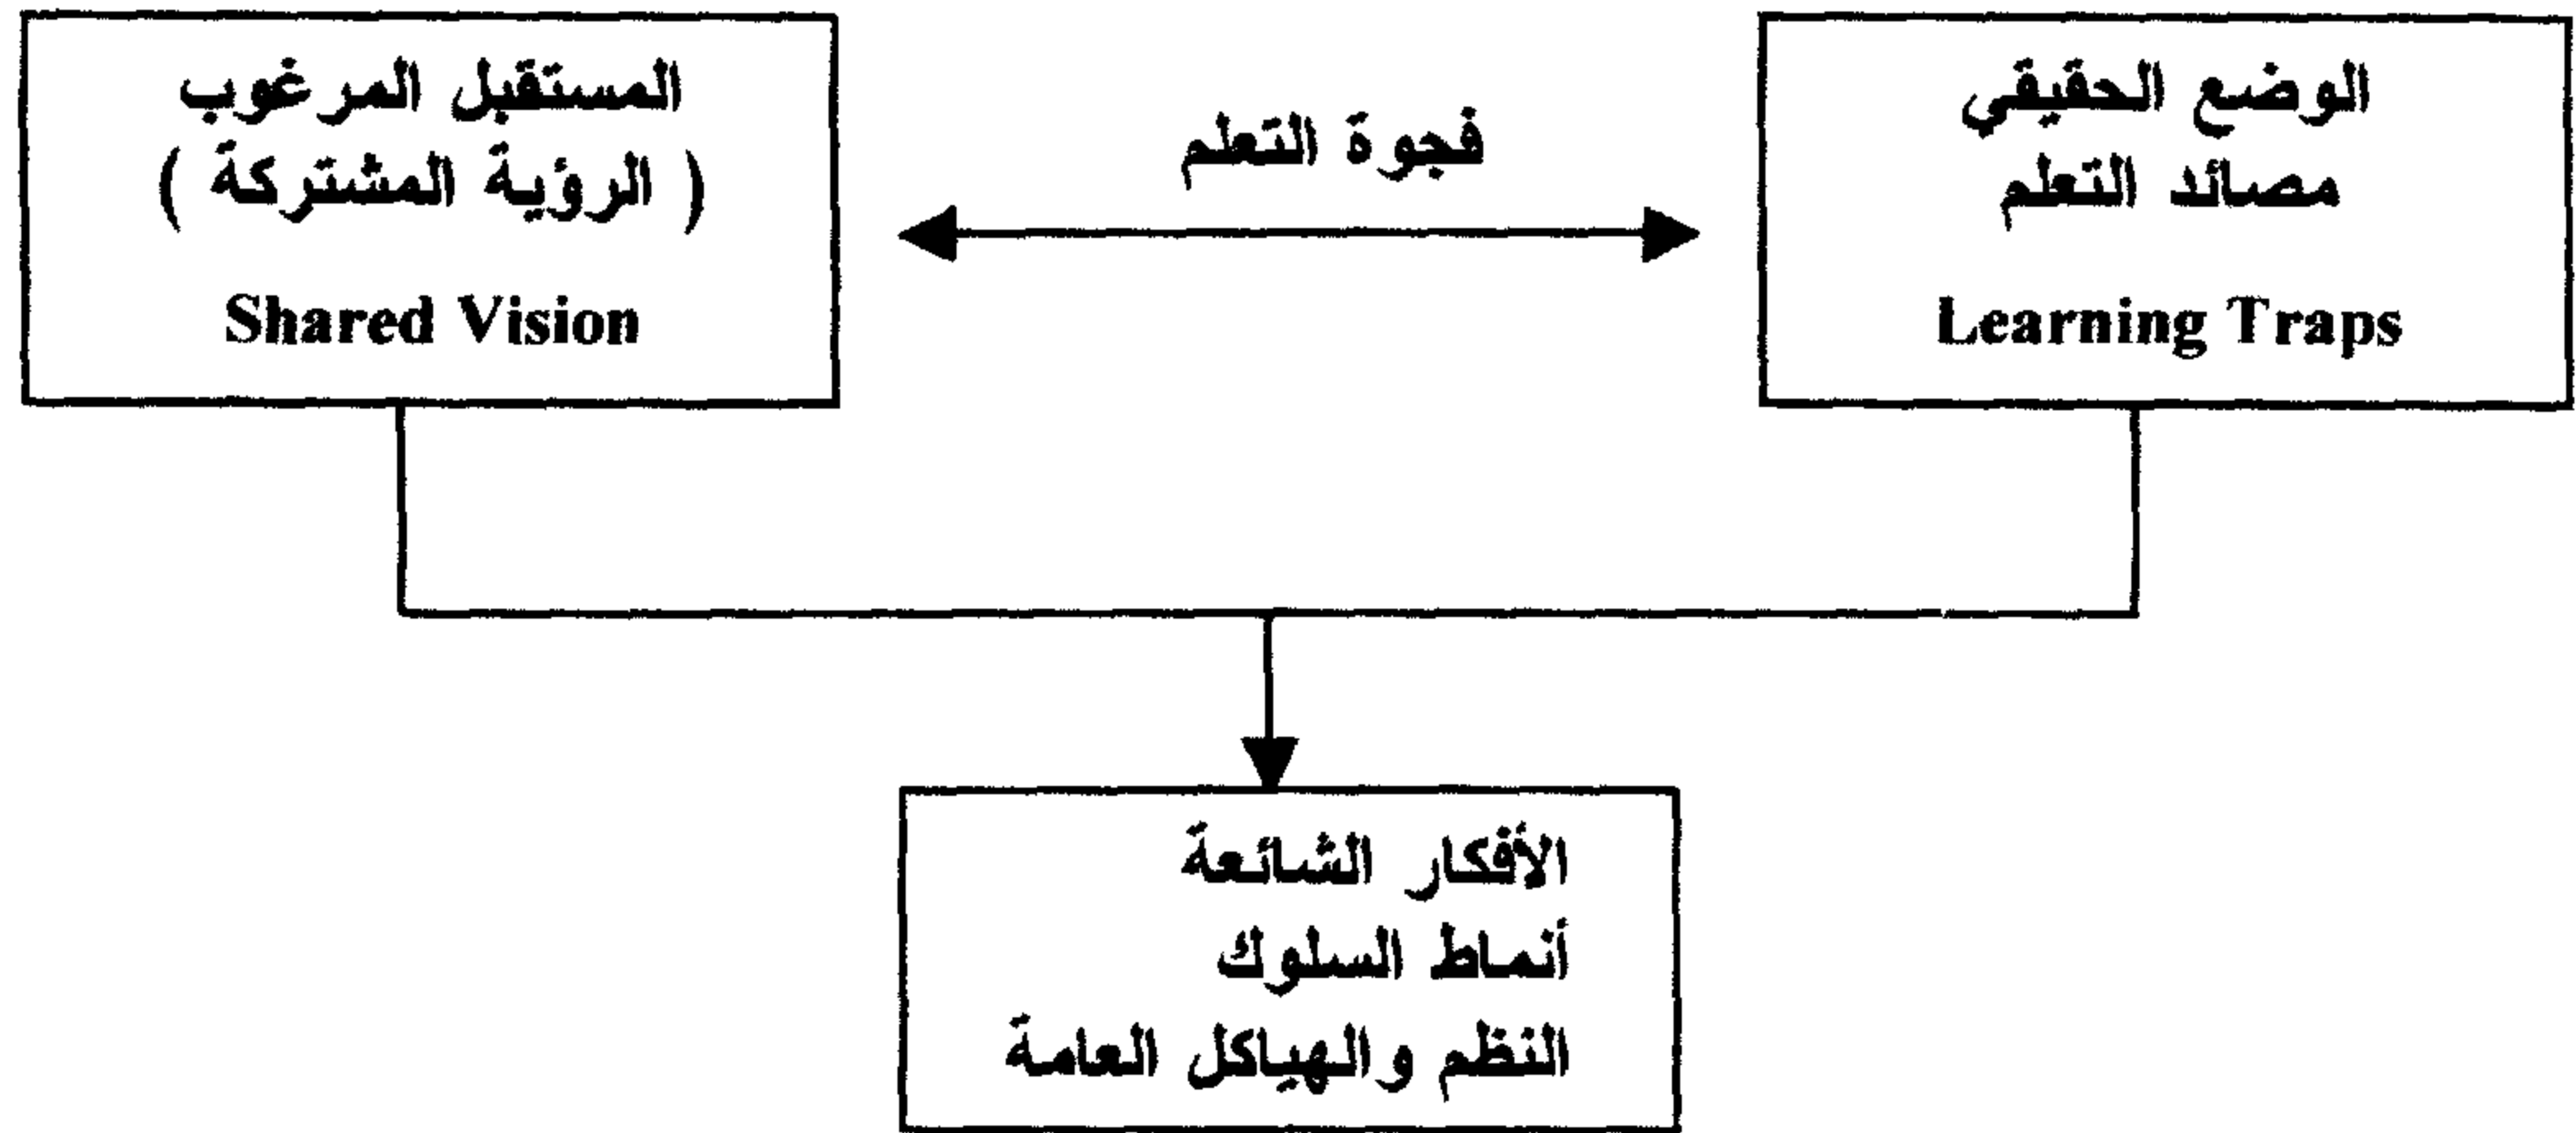 الوضع الحقيقي
مصائد التعلم
Learning Traps
فجوة التعلم
المستقبل المرغوب
( الرؤية المشتركة )
Shared Vision
الأفكار الشائعة
أنماط السلوك
النظم والهياكل العامة